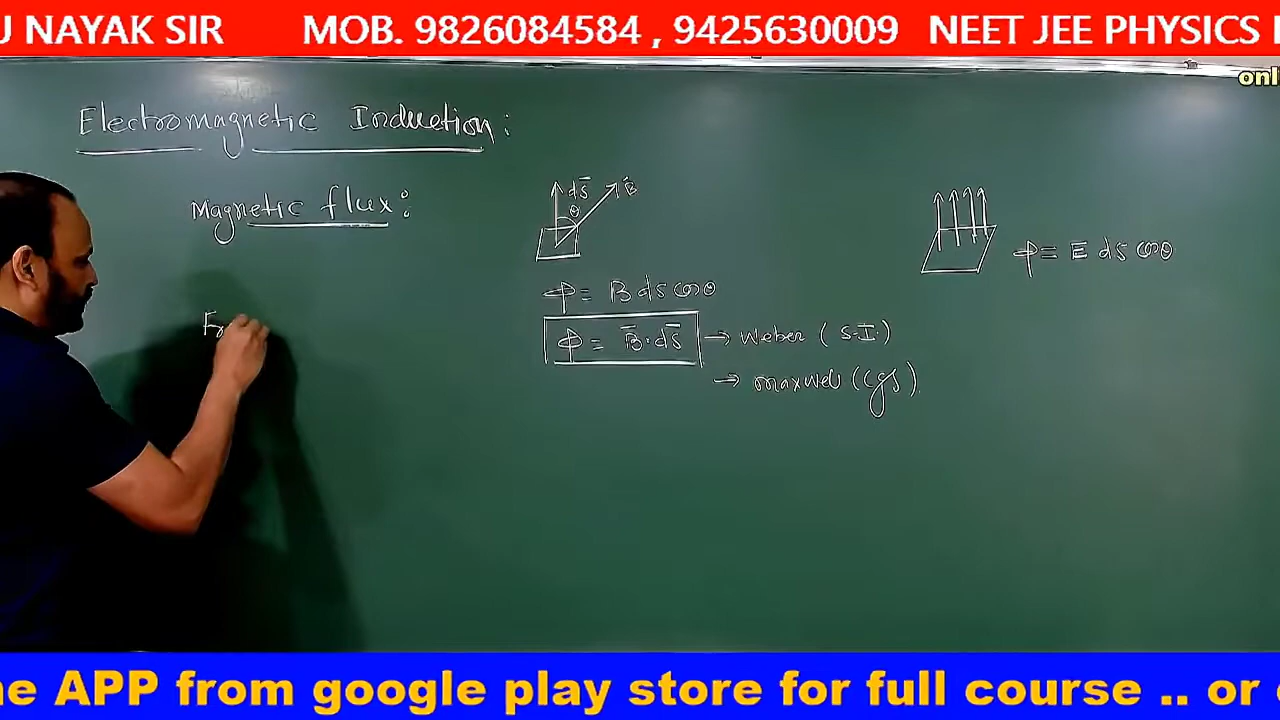 U NAYAK SIR MOB. 9826084584 , 9425630009 NEET JEE PHYSICS
onl
Electromagnetic Induction:
Magnetic flux:
ds̄
B̄
θ
φ = E ds cosθ
φ = B ds cosθ
φ = B̄·ds̄ → Weber ( S.I.)
→ maxwell (cgs)
ne APP from google play store for full course .. or